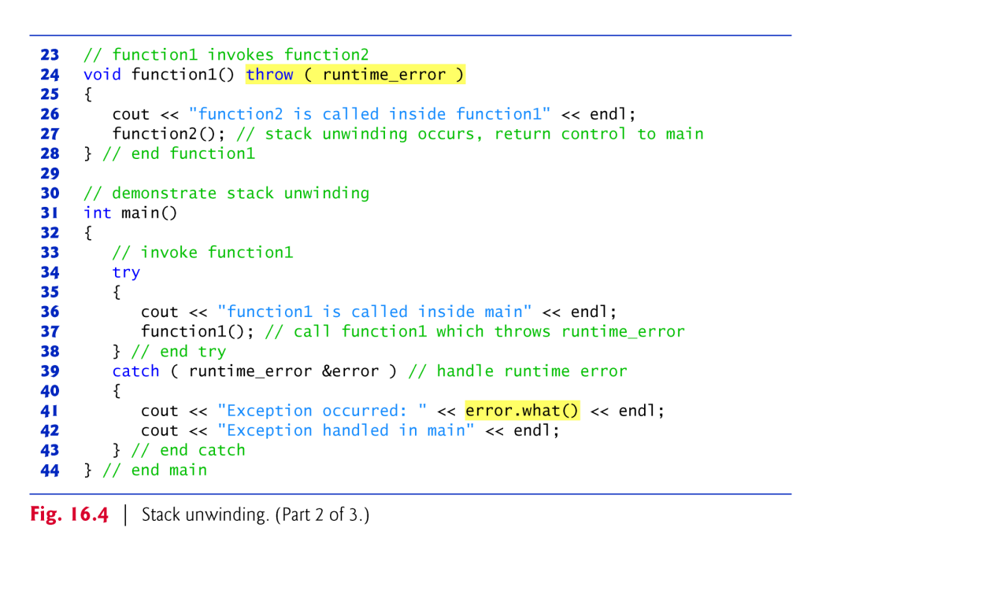 23 // function1 invokes function2
24 void function1() throw ( runtime_error )
25 {
26    cout << "function2 is called inside function1" << endl;
27    function2(); // stack unwinding occurs, return control to main
28 } // end function1
29
30 // demonstrate stack unwinding
31 int main()
32 {
33    // invoke function1
34    try
35    {
36       cout << "function1 is called inside main" << endl;
37       function1(); // call function1 which throws runtime_error
38    } // end try
39    catch ( runtime_error &error ) // handle runtime error
40    {
41       cout << "Exception occurred: " << error.what() << endl;
42       cout << "Exception handled in main" << endl;
43    } // end catch
44 } // end main
Fig. 16.4 | Stack unwinding. (Part 2 of 3.)